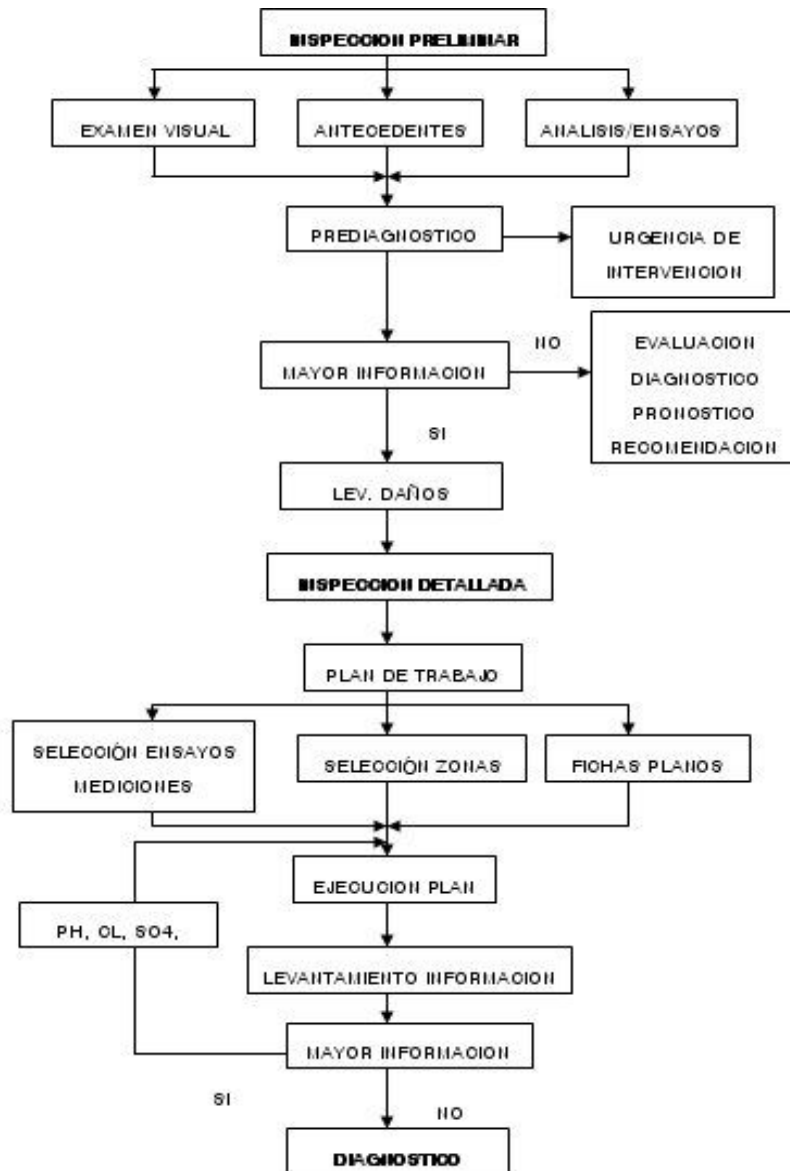 INSPECCION PRELIMINAR
EXAMEN VISUAL
ANTECEDENTES
ANALISIS/ENSAYOS
PREDIAGNOSTICO
URGENCIA DE
INTERVENCION
MAYOR INFORMACION
NO
EVALUACION
DIAGNOSTICO
PRONOSTICO
RECOMENDACION
SI
LEV. DAÑOS
INSPECCION DETALLADA
PLAN DE TRABAJO
SELECCIÓN ENSAYOS
MEDICIONES
SELECCIÓN ZONAS
FICHAS PLANOS
EJECUCION PLAN
PH, CL, SO4,
LEVANTAMIENTO INFORMACION
MAYOR INFORMACION
SI
NO
DIAGNOSTICO